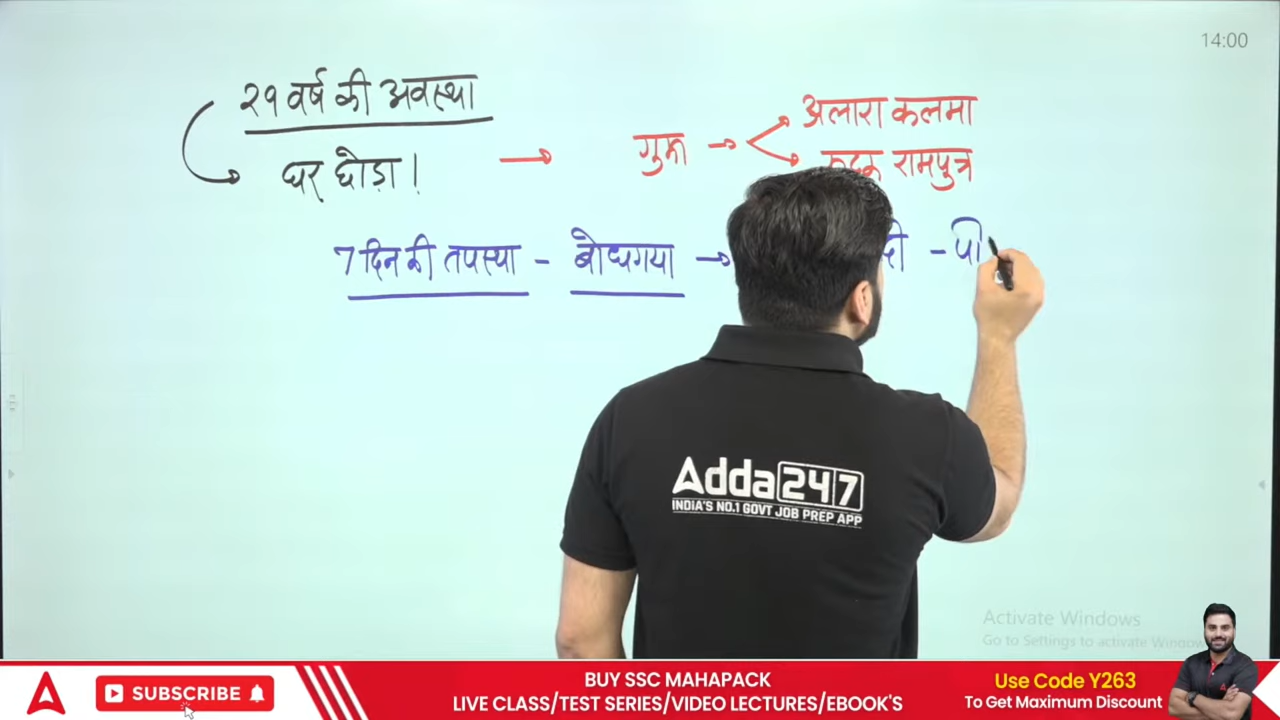 14:00
२९ वर्ष की अवस्था
घर छोड़ा।
गुरू
अलारा कलमा
रूद्रक रामपुत्र
7 दिन की तपस्या - बोधगया
दी - पी
Adda247
INDIA'S NO.1 GOVT JOB PREP APP
Activate Windows
Go to Settings to activate Windows
SUBSCRIBE
BUY SSC MAHAPACK
LIVE CLASS/TEST SERIES/VIDEO LECTURES/EBOOK'S
Use Code Y263
To Get Maximum Discount